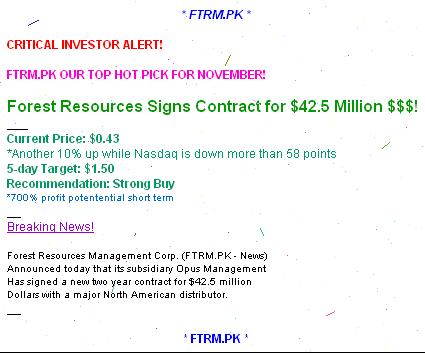 * FTRM.PK *
CRITICAL INVESTOR ALERT!
FTRM.PK OUR TOP HOT PICK FOR NOVEMBER!
Forest Resources Signs Contract for $42.5 Million $$$!
Current Price: $0.43
*Another 10% up while Nasdaq is down more than 58 points
5-day Target: $1.50
Recommendation: Strong Buy
*700% profit potentential short term
Breaking News!
Forest Resources Management Corp. (FTRM.PK - News)
Announced today that its subsidiary Opus Management
Has signed a new two year contract for $42.5 million
Dollars with a major North American distributor.
* FTRM.PK *